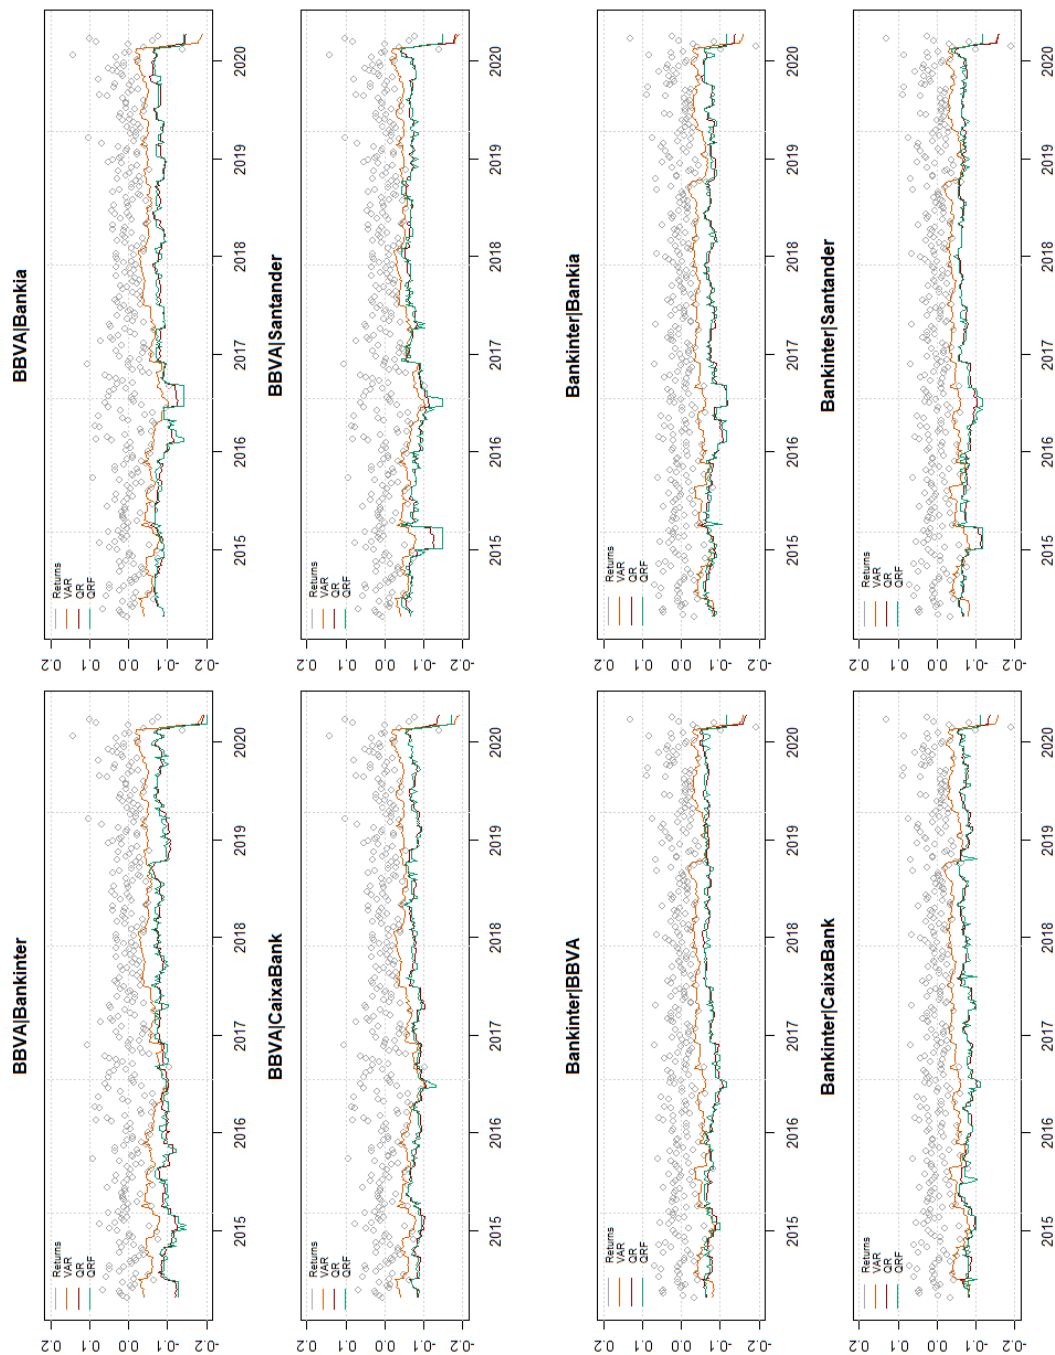 BBVA|Bankinter
Returns
VAR
QR
QRF
0.2
0.1
0.0
-0.1
-0.2
2015 2016 2017 2018 2019 2020
BBVA|Bankia
Returns
VAR
QR
QRF
0.2
0.1
0.0
-0.1
-0.2
2015 2016 2017 2018 2019 2020
BBVA|CaixaBank
Returns
VAR
QR
QRF
0.2
0.1
0.0
-0.1
-0.2
2015 2016 2017 2018 2019 2020
BBVA|Santander
Returns
VAR
QR
QRF
0.2
0.1
0.0
-0.1
-0.2
2015 2016 2017 2018 2019 2020
Bankinter|BBVA
Returns
VAR
QR
QRF
0.2
0.1
0.0
-0.1
-0.2
2015 2016 2017 2018 2019 2020
Bankinter|Bankia
Returns
VAR
QR
QRF
0.2
0.1
0.0
-0.1
-0.2
2015 2016 2017 2018 2019 2020
Bankinter|CaixaBank
Returns
VAR
QR
QRF
0.2
0.1
0.0
-0.1
-0.2
2015 2016 2017 2018 2019 2020
Bankinter|Santander
Returns
VAR
QR
QRF
0.2
0.1
0.0
-0.1
-0.2
2015 2016 2017 2018 2019 2020